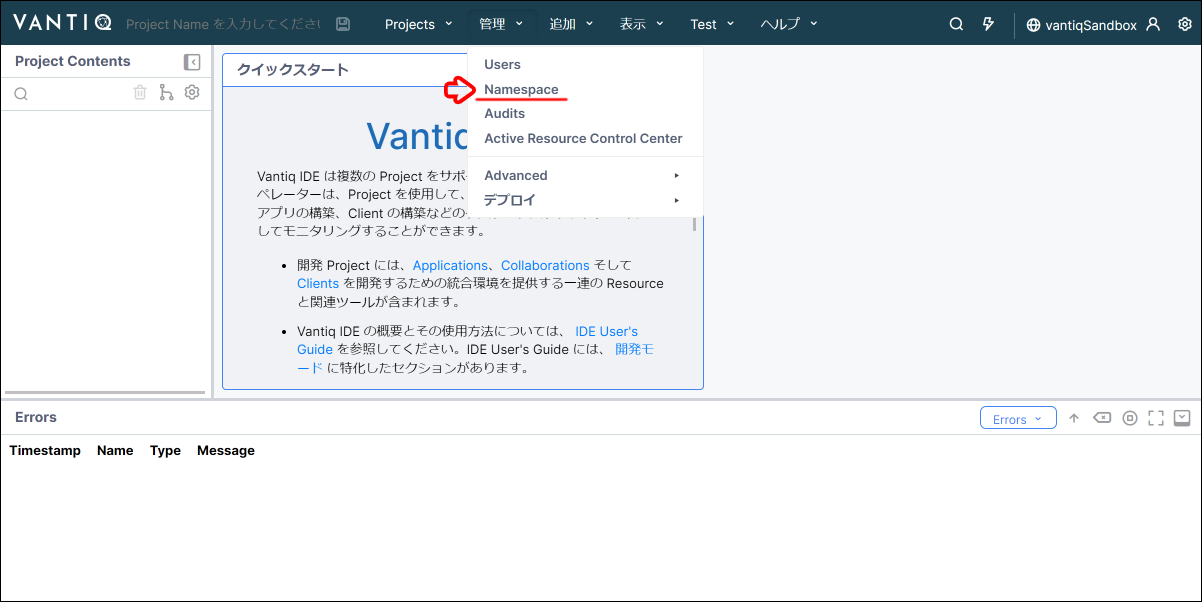 VANTIQ Project Name を入力してくださ Projects 管理 追加 表示 Test ヘルプ vantiqSandbox
Project Contents
クイックスタート
Users
Namespace
Audits
Active Resource Control Center
Advanced
デプロイ
Vantiq
Vantiq IDE は複数の Project をサポ
ペレーターは、Project を使用して、
アプリの構築、Client の構築などの
してモニタリングすることができます。
• 開発 Project には、Applications、Collaborations そして
Clients を開発するための統合環境を提供する一連の Resource
と関連ツールが含まれます。
• Vantiq IDE の概要とその使用方法については、 IDE User's
Guide を参照してください。IDE User's Guide には、 開発モ
ード に特化したセクションがあります。
Errors Errors
Timestamp Name Type Message